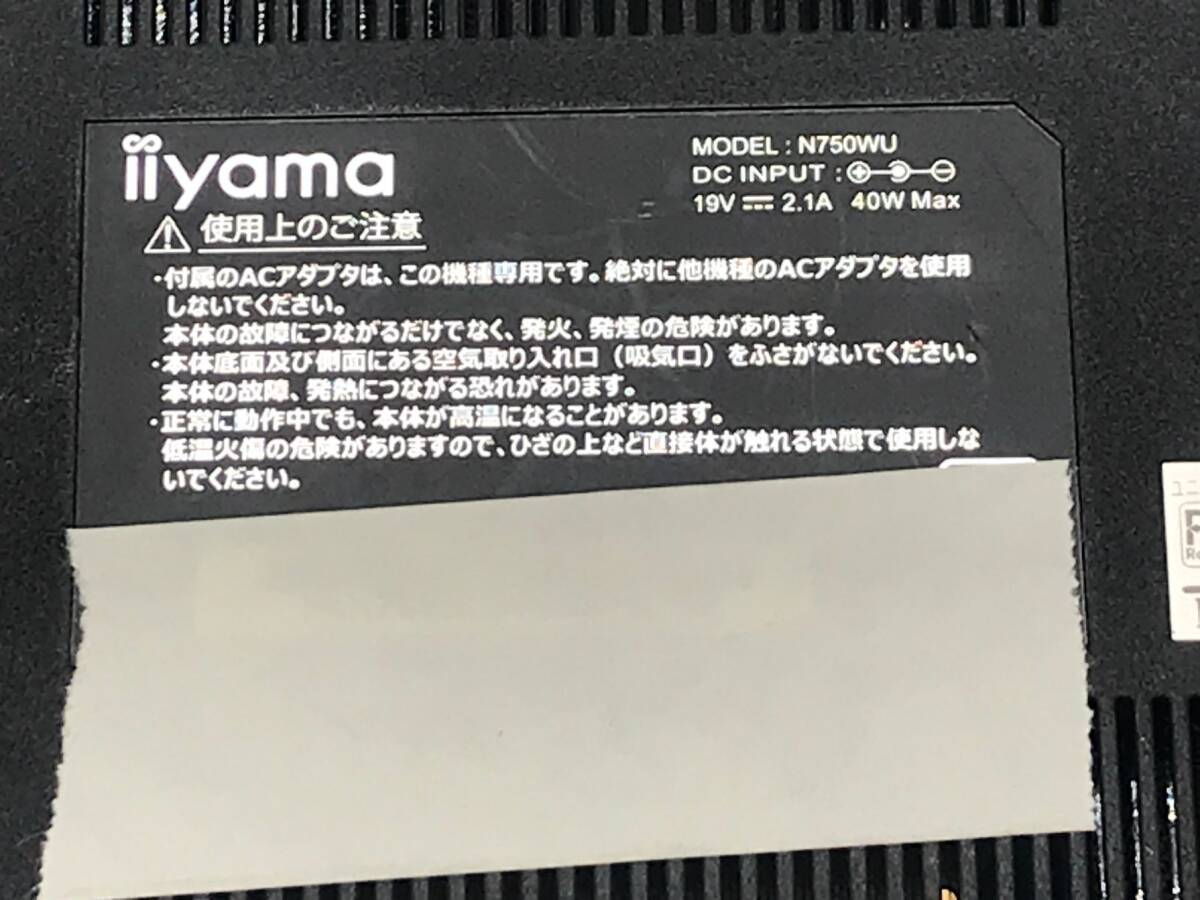 iiyama
MODEL : N750WU
DC INPUT :
19V 2.1A 40W Max
使用上のご注意
・付属のACアダプタは、この機種専用です。絶対に他機種のACアダプタを使用
しないでください。
本体の故障につながるだけでなく、発火、発煙の危険があります。
・本体底面及び側面にある空気取り入れ口（吸気口）をふさがないでください。
本体の故障、発熱につながる恐れがあります。
・正常に動作中でも、本体が高温になることがあります。
低温火傷の危険がありますので、ひざの上など直接体が触れる状態で使用しな
いでください。
ユニ